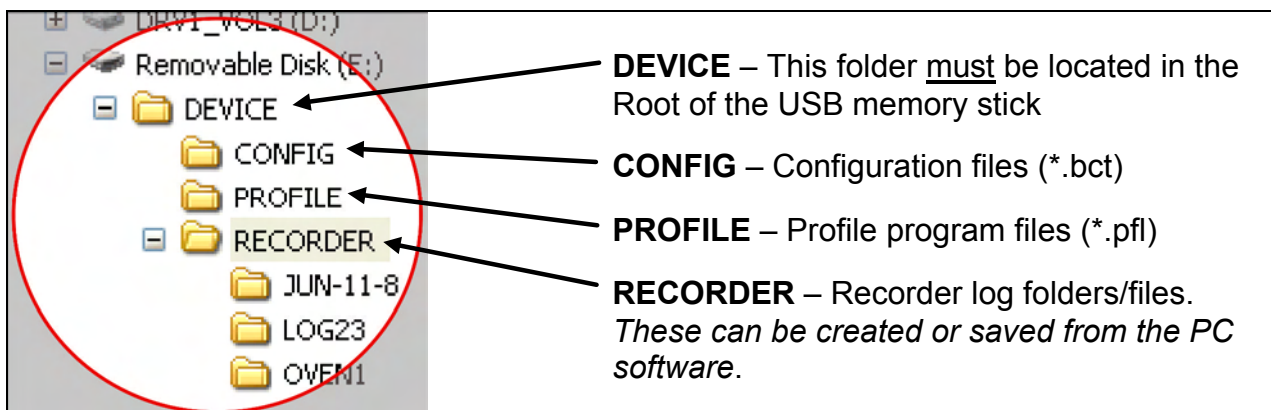 DRV1_VOL3 (D:)
Removable Disk (E:)
DEVICE
CONFIG
PROFILE
RECORDER
JUN-11-8
LOG23
OVEN1
DEVICE – This folder must be located in the
Root of the USB memory stick
CONFIG – Configuration files (*.bct)
PROFILE – Profile program files (*.pfl)
RECORDER – Recorder log folders/files.
These can be created or saved from the PC
software.